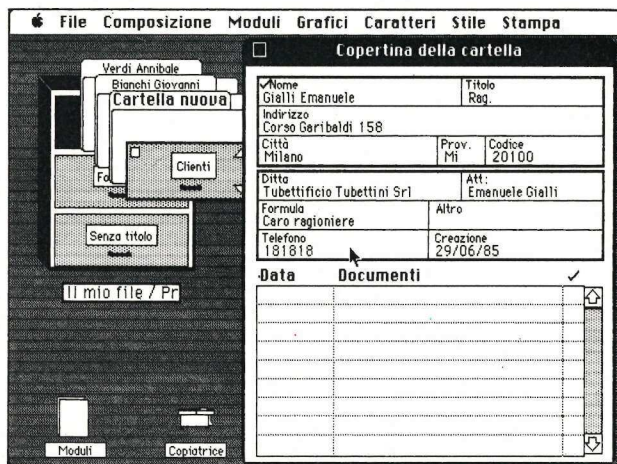 File Composizione Moduli Grafici Caratteri Stile Stampa
Verdi Annibale
Bianchi Giovanni
Cartella nuova
Clienti
Fo
Senza titolo
Il mio file / Pr
Moduli
Copiatrice
Copertina della cartella
Nome Titolo
Gialli Emanuele Rag.
Indirizzo
Corso Garibaldi 158
Città Prov. Codice
Milano Mi 20100
Ditta Att:
Tubettificio Tubettini Srl Emanuele Gialli
Formula Altro
Caro ragioniere
Telefono Creazione
181818 29/06/85
Data Documenti